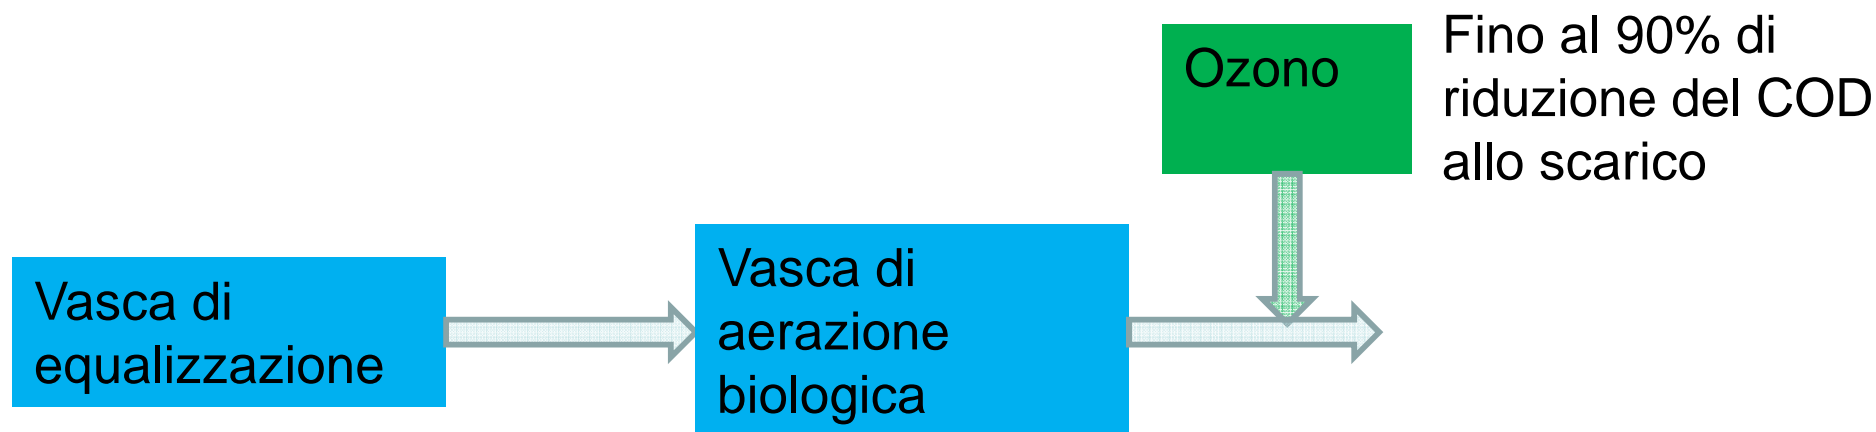 Vasca di
equalizzazione
Vasca di
aerazione
biologica
Ozono
Fino al 90% di
riduzione del COD
allo scarico